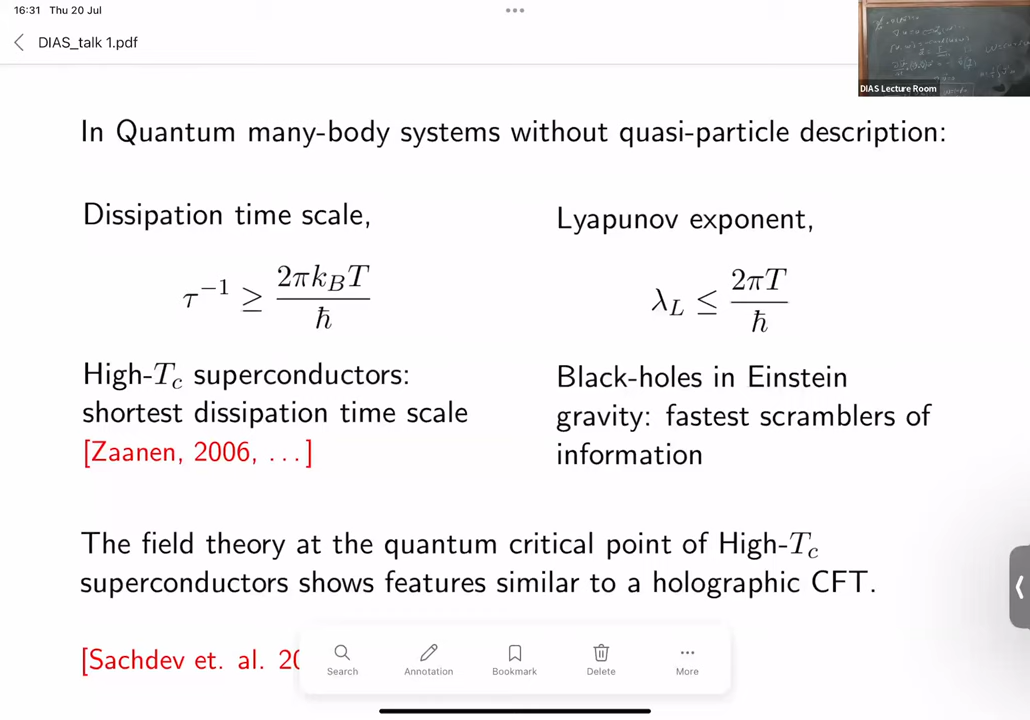 16:31 Thu 20 Jul
DIAS_talk 1.pdf
DIAS Lecture Room
In Quantum many-body systems without quasi-particle description:
Dissipation time scale,
τ⁻¹ ≥ 2πk_BT / ħ
High-T_c superconductors:
shortest dissipation time scale
[Zaanen, 2006, ...]
Lyapunov exponent,
λ_L ≤ 2πT / ħ
Black-holes in Einstein
gravity: fastest scramblers of
information
The field theory at the quantum critical point of High-T_c
superconductors shows features similar to a holographic CFT.
[Sachdev et. al. 20
Search
Annotation
Bookmark
Delete
More